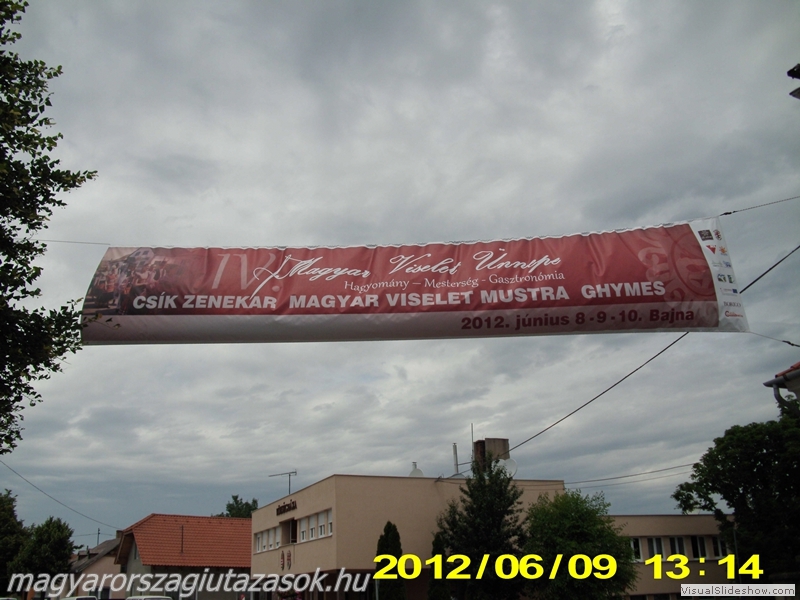 IV. A Magyar Viselet Ünnepe
Hagyomány – Mesterség - Gasztronómia
CSÍK ZENEKAR MAGYAR VISELET MUSTRA GHYMES
2012. június 8 - 9 - 10. Bajna
magyarorszagiutazasok.hu
2012/06/09 13:14
VisualSlideshow.com